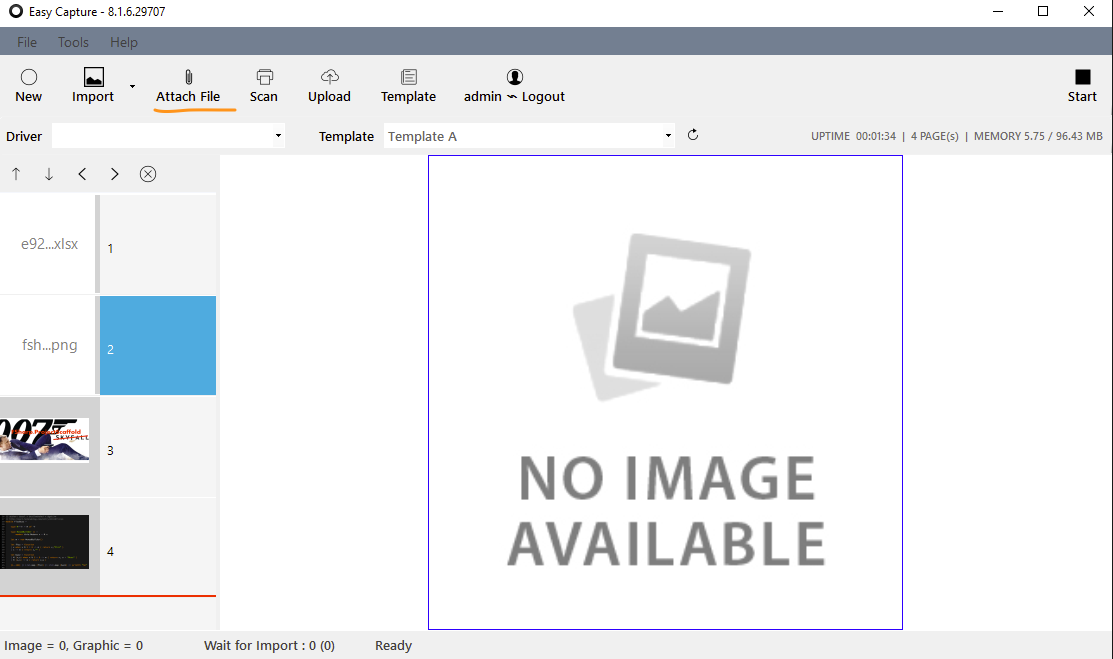 Easy Capture - 8.1.6.29707
File Tools Help
New Import Attach File Scan Upload Template admin ~ Logout Start
Driver Template Template A UPTIME 00:01:34 | 4 PAGE(s) | MEMORY 5.75 / 96.43 MB
e92...xlsx 1
fsh...png 2
007 SKYFALL 3
4
NO IMAGE
AVAILABLE
Image = 0, Graphic = 0 Wait for Import : 0 (0) Ready